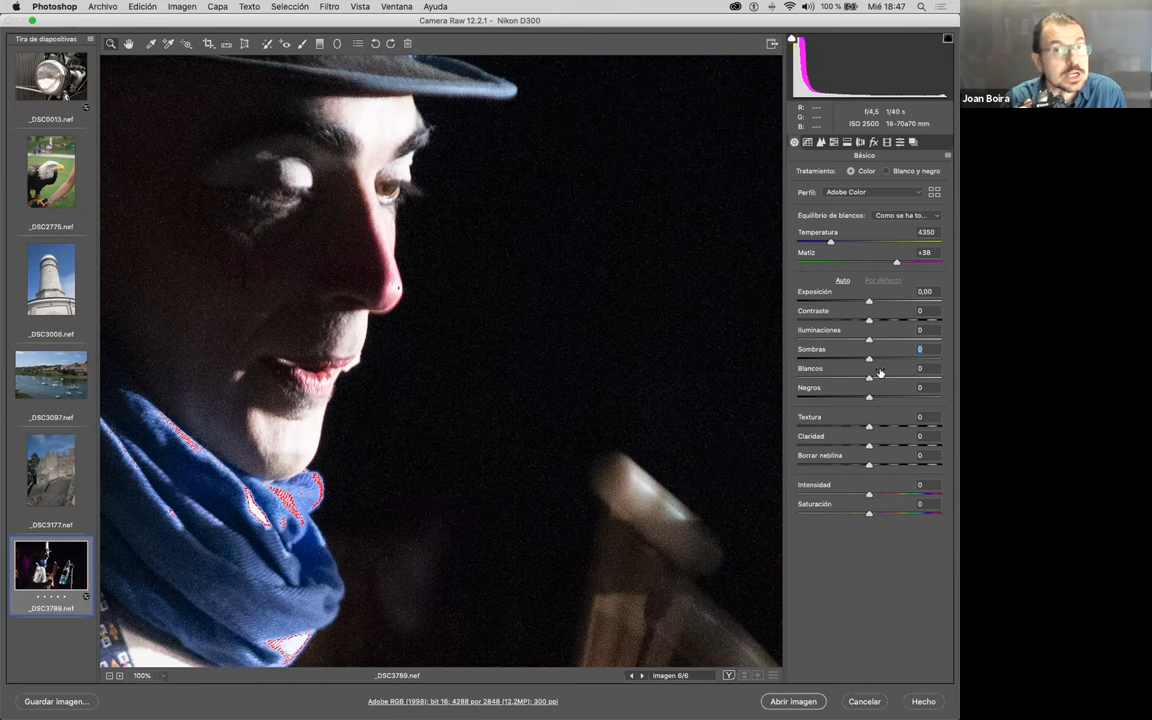 Photoshop Archivo Edición Imagen Capa Texto Selección Filtro Vista Ventana Ayuda 100 % Mié 18:47
Camera Raw 12.2.1 - Nikon D300
Tira de diapositivas
_DSC0013.nef
_DSC2775.nef
_DSC3006.nef
_DSC3097.nef
_DSC3177.nef
_DSC3789.nef
R: ---
G: ---
B: ---
f/4,5 1/40 s
ISO 2500 18-70a70 mm
Básico
Tratamiento: Color Blanco y negro
Perfil: Adobe Color
Equilibrio de blancos: Como se ha to...
Temperatura 4350
Matiz +38
Auto Por defecto
Exposición 0,00
Contraste 0
Iluminaciones 0
Sombras 0
Blancos 0
Negros 0
Textura 0
Claridad 0
Borrar neblina 0
Intensidad 0
Saturación 0
100% _DSC3789.nef Imagen 6/6 Y
Guardar imagen... Adobe RGB (1998); bit 16; 4288 por 2848 (12,2MP); 300 ppi Abrir imagen Cancelar Hecho
Joan Boira